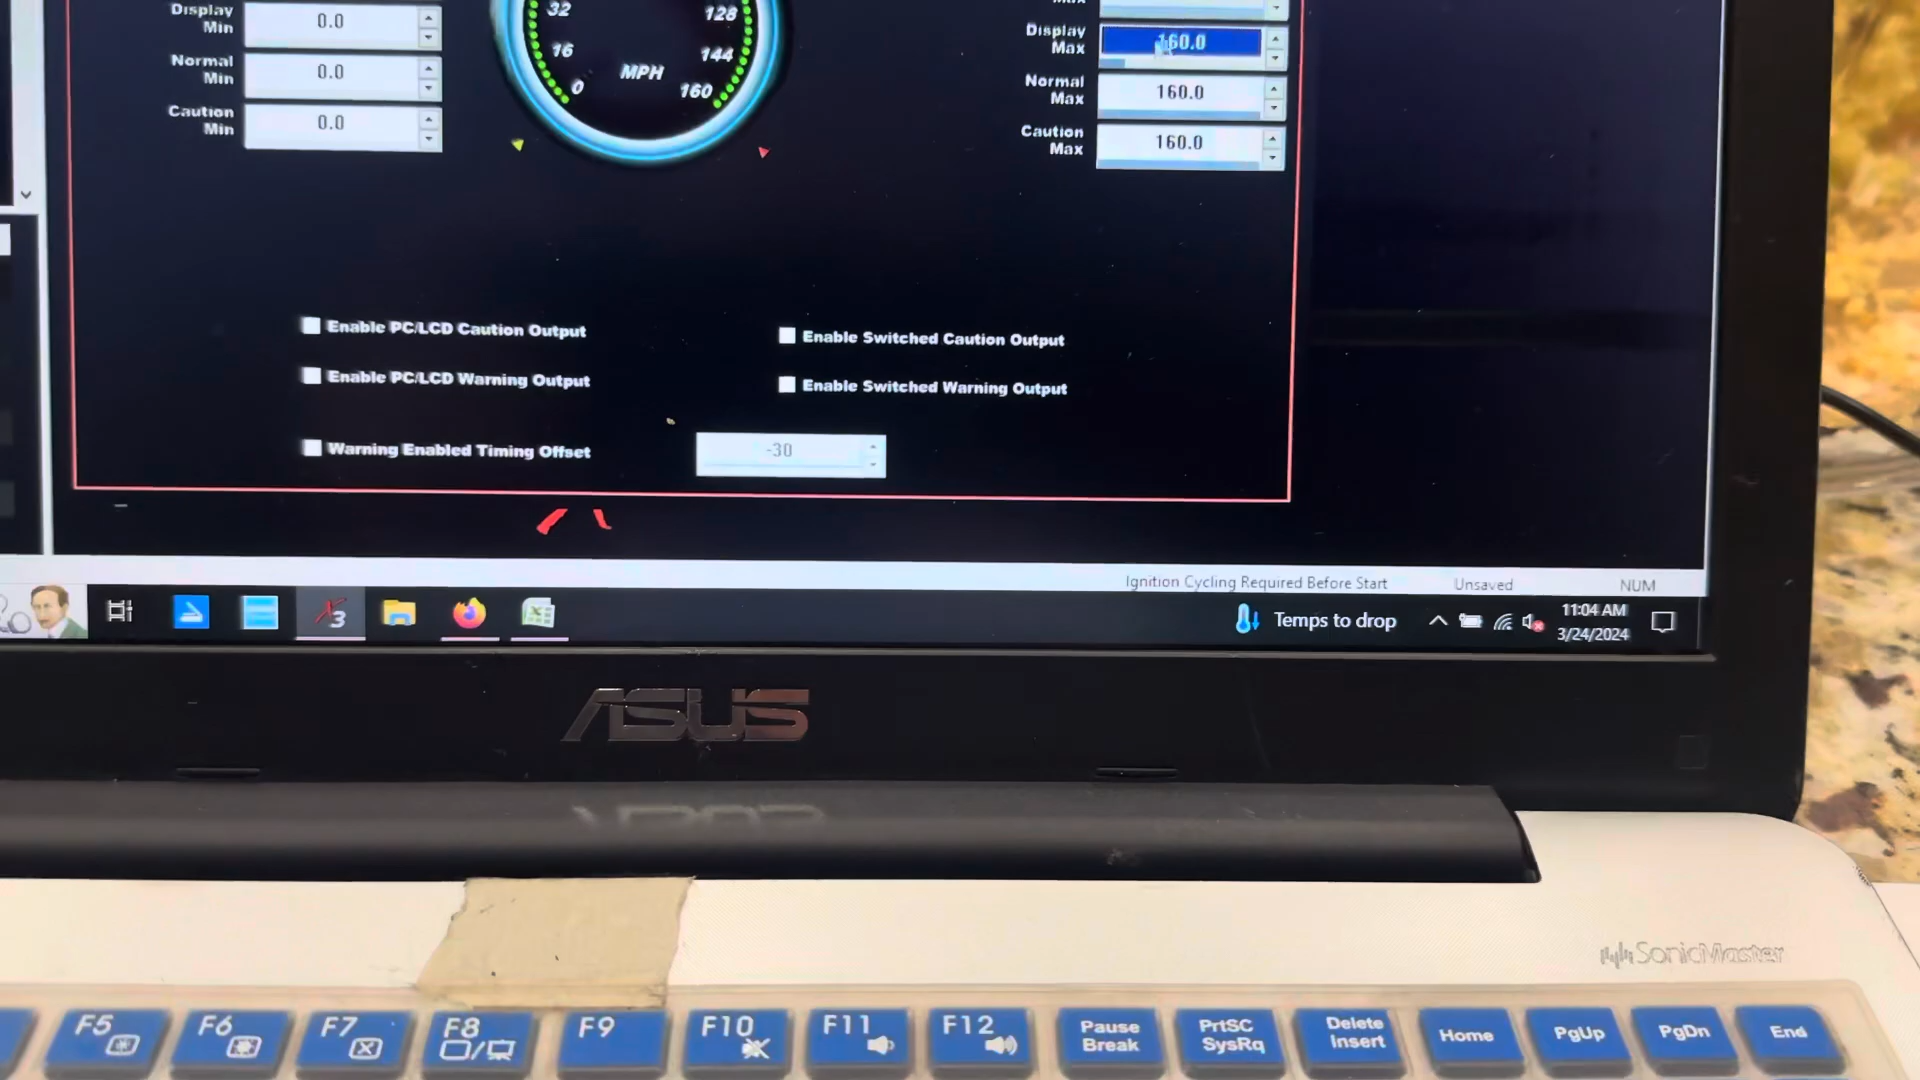 Display
Min
0.0
Normal
Min
0.0
Caution
Min
0.0
32
16
0
MPH
128
144
160
Display
Max
160.0
Normal
Max
160.0
Caution
Max
160.0
Enable PC/LCD Caution Output
Enable Switched Caution Output
Enable PC/LCD Warning Output
Enable Switched Warning Output
Warning Enabled Timing Offset
-30
Ignition Cycling Required Before Start
Unsaved
NUM
X3
Temps to drop
11:04 AM
3/24/2024
ASUS
SonicMaster
F5
F6
F7
F8
F9
F10
F11
F12
Pause
Break
PrtSC
SysRq
Delete
Insert
Home
PgUp
PgDn
End